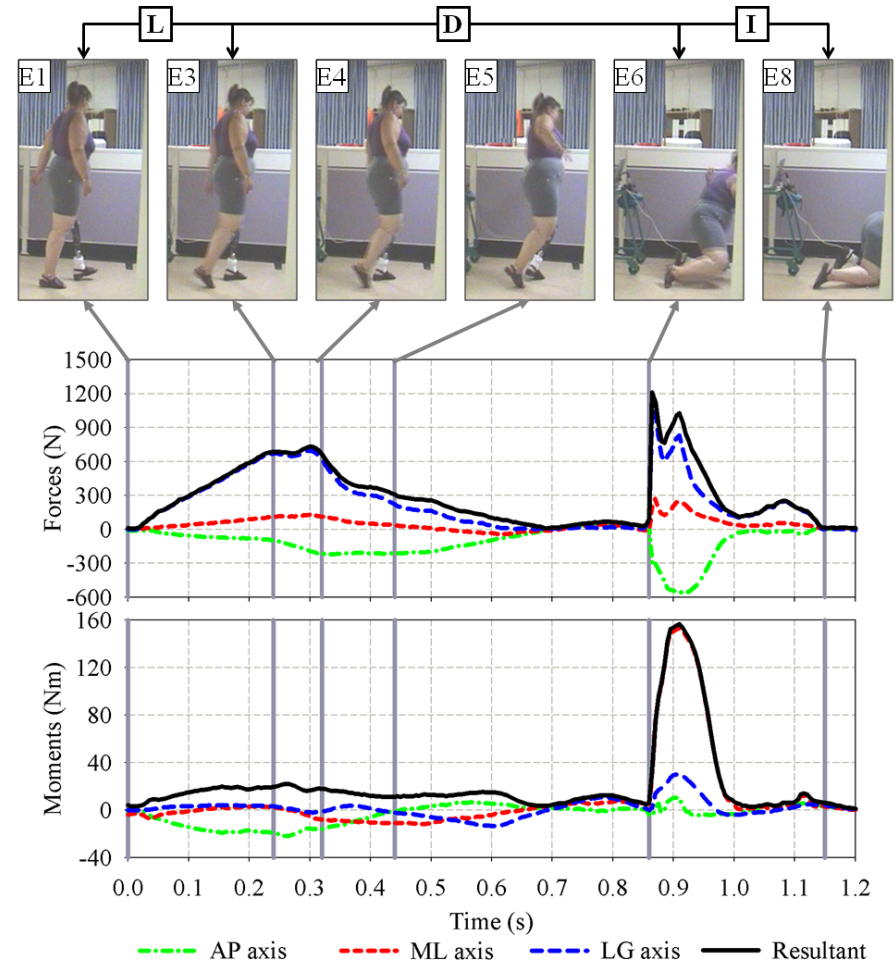 L D I
E1 E3 E4 E5 E6 E8
1500
1200
900
600
300
0
-300
-600
Forces (N)
160
120
80
40
0
-40
Moments (Nm)
0.0 0.1 0.2 0.3 0.4 0.5 0.6 0.7 0.8 0.9 1.0 1.1 1.2
Time (s)
AP axis ML axis LG axis Resultant